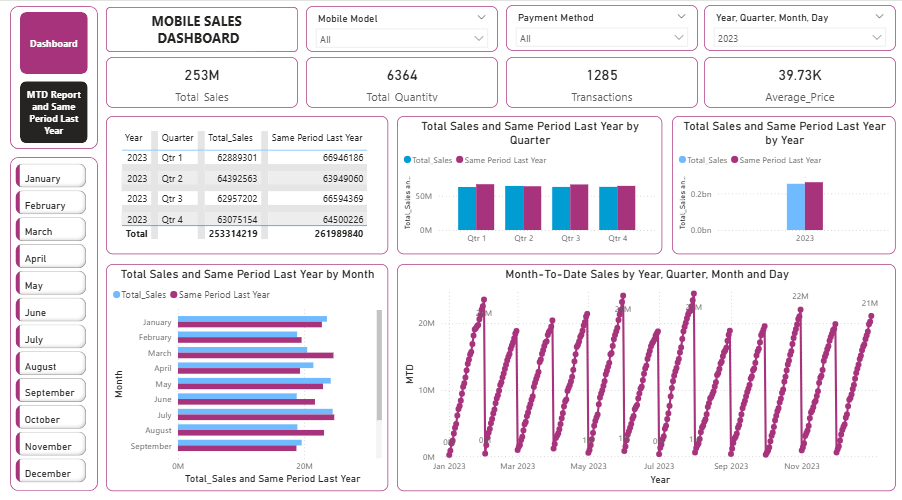 Dashboard
MTD Report
and Same
Period Last
Year
MOBILE SALES
DASHBOARD
Mobile Model
All
Payment Method
All
Year, Quarter, Month, Day
2023
253M
Total_Sales
6364
Total_Quantity
1285
Transactions
39.73K
Average_Price
January
February
March
April
May
June
July
August
September
October
November
December
Year Quarter Total_Sales Same Period Last Year
2023 Qtr 1 62889301 66946186
2023 Qtr 2 64392563 63949060
2023 Qtr 3 62957202 66594369
2023 Qtr 4 63075154 64500226
Total 253314219 261989840
Total Sales and Same Period Last Year by
Quarter
Total_Sales Same Period Last Year
Total_Sales an...
50M
0M
Qtr 1 Qtr 2 Qtr 3 Qtr 4
Total Sales and Same Period Last Year
by Year
Total_Sales Same Period Last Year
Total_Sales an...
0.2bn
0.0bn
2023
Total Sales and Same Period Last Year by Month
Total_Sales Same Period Last Year
Month
January
February
March
April
May
June
July
August
September
0M 20M
Total_Sales and Same Period Last Year
Month-To-Date Sales by Year, Quarter, Month and Day
MTD
20M
10M
0M
22M
21M
Jan 2023 Mar 2023 May 2023 Jul 2023 Sep 2023 Nov 2023
Year